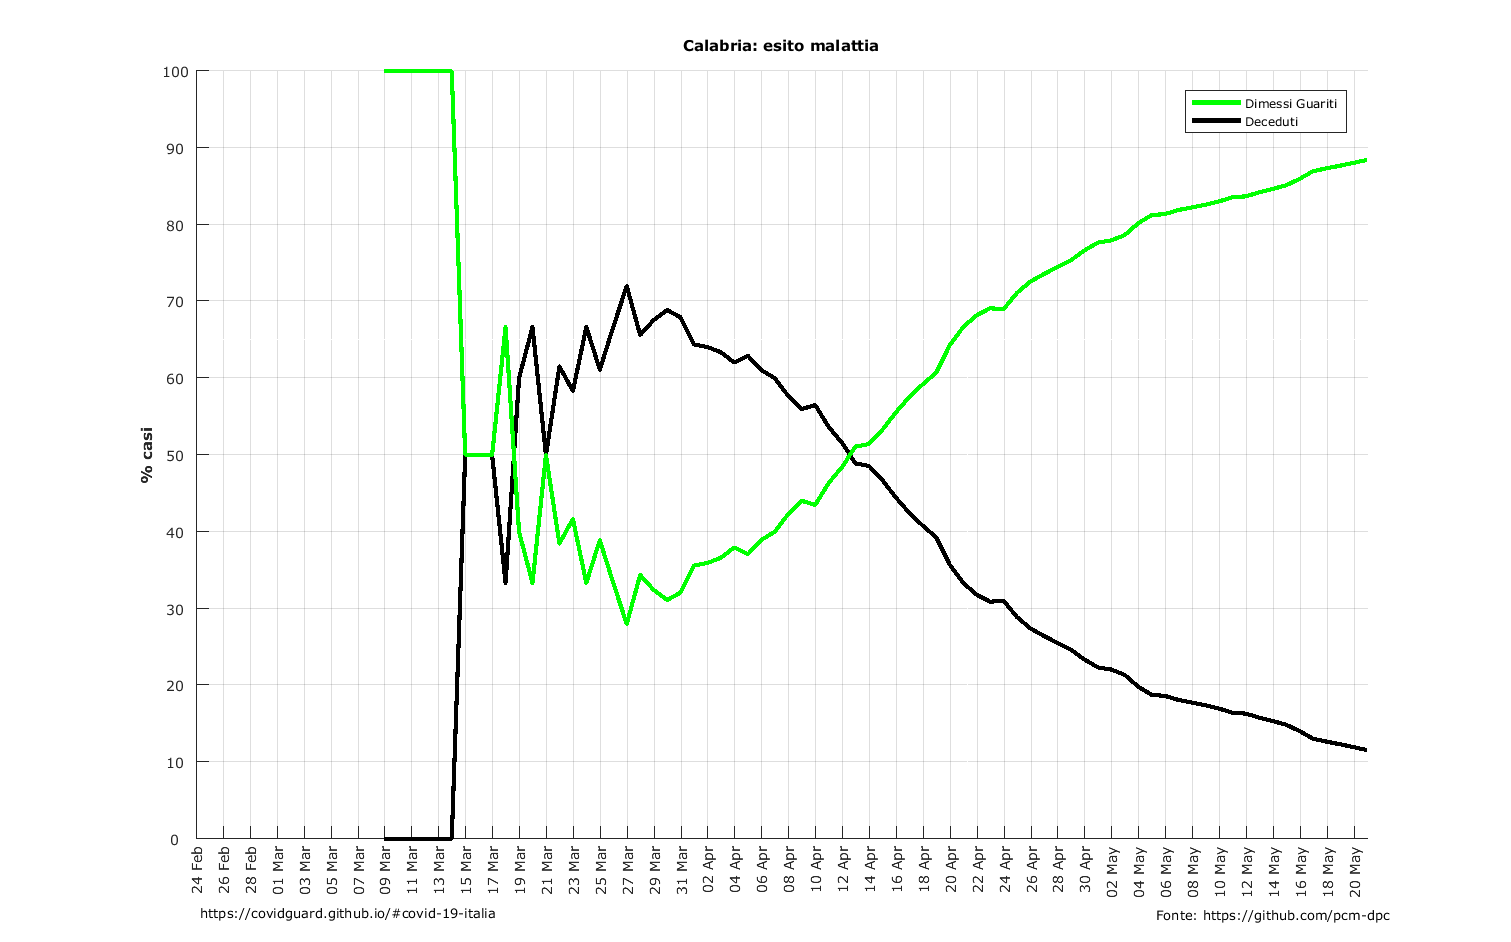 Calabria: esito malattia
Dimessi Guariti
Deceduti
% casi
100
90
80
70
60
50
40
30
20
10
0
24 Feb
26 Feb
28 Feb
01 Mar
03 Mar
05 Mar
07 Mar
09 Mar
11 Mar
13 Mar
15 Mar
17 Mar
19 Mar
21 Mar
23 Mar
25 Mar
27 Mar
29 Mar
31 Mar
02 Apr
04 Apr
06 Apr
08 Apr
10 Apr
12 Apr
14 Apr
16 Apr
18 Apr
20 Apr
22 Apr
24 Apr
26 Apr
28 Apr
30 Apr
02 May
04 May
06 May
08 May
10 May
12 May
14 May
16 May
18 May
20 May
https://covidguard.github.io/#covid-19-italia
Fonte: https://github.com/pcm-dpc